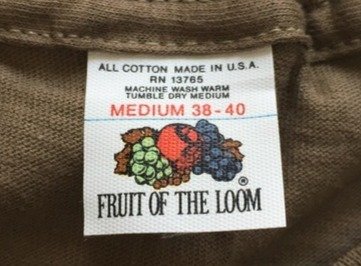 ALL COTTON MADE IN U.S.A.
RN 13765
MACHINE WASH WARM
TUMBLE DRY MEDIUM
MEDIUM 38-40
®
FRUIT OF THE LOOM